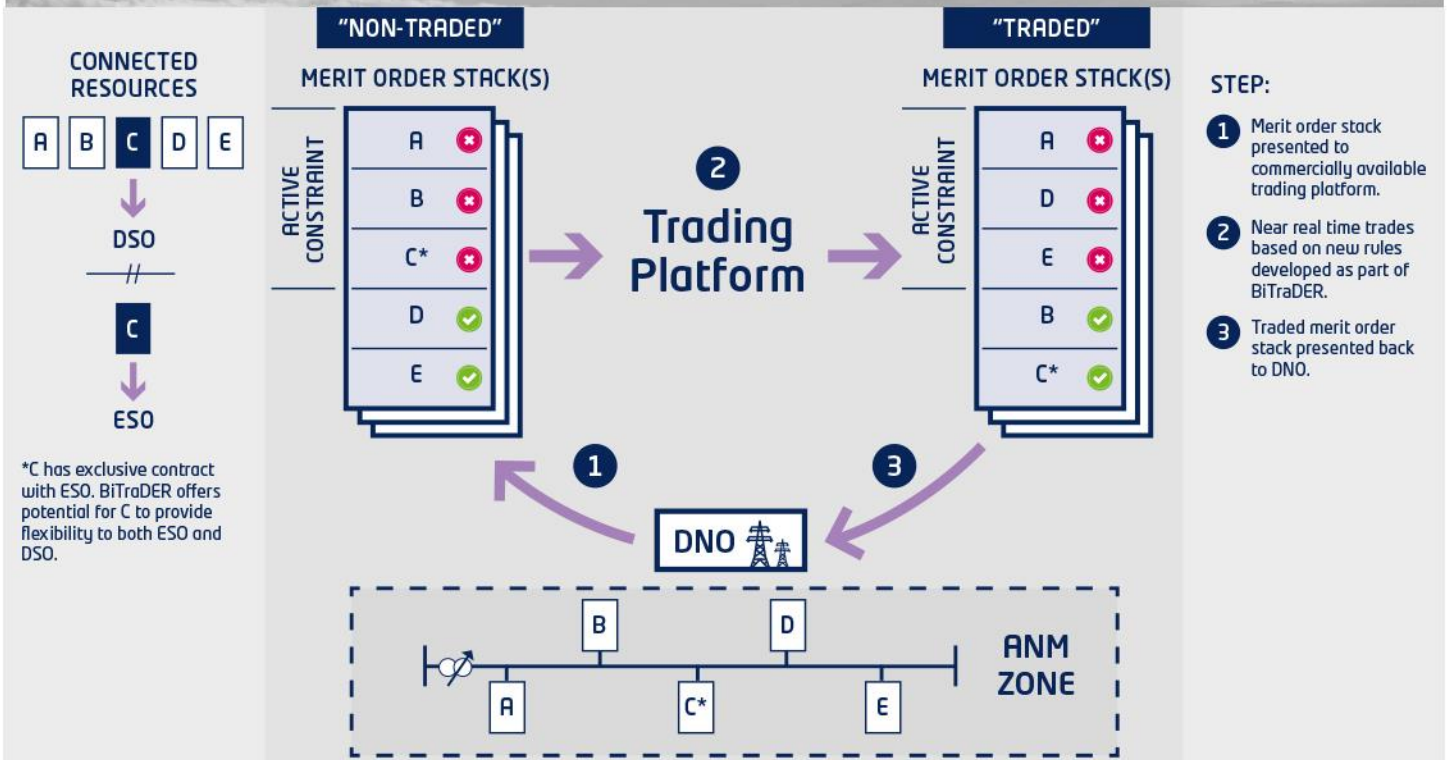 CONNECTED
RESOURCES
A B C D E
DSO
C
ESO
*C has exclusive contract
with ESO. BiTraDER offers
potential for C to provide
flexibility to both ESO and
DSO.
"NON-TRADED"
MERIT ORDER STACK(S)
ACTIVE
CONSTRAINT
A
B
C*
D
E
2
Trading
Platform
"TRADED"
MERIT ORDER STACK(S)
ACTIVE
CONSTRAINT
A
D
E
B
C*
1
3
DNO
B
D
A
C*
E
ANM
ZONE
STEP:
1 Merit order stack
presented to
commercially available
trading platform.
2 Near real time trades
based on new rules
developed as part of
BiTraDER.
3 Traded merit order
stack presented back
to DNO.